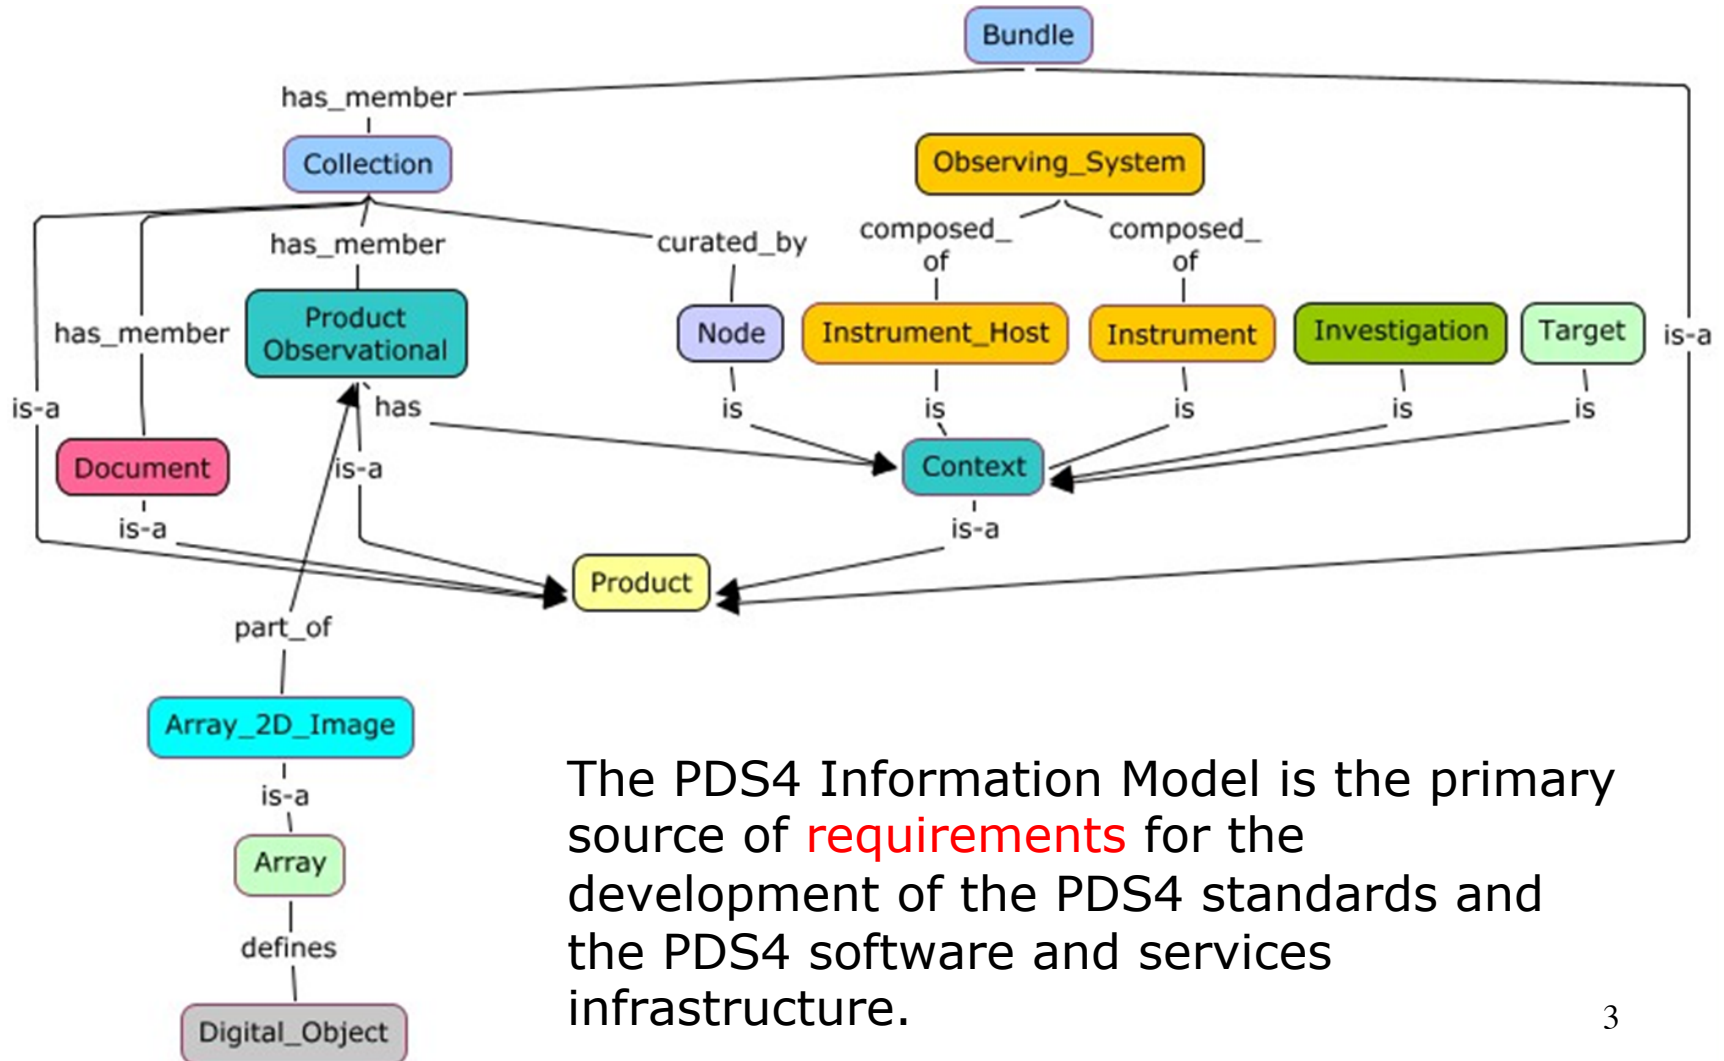 Bundle
has_member
Collection
Observing_System
has_member
curated_by
composed_
of
composed_
of
has_member
Product
Observational
Node
Instrument_Host
Instrument
Investigation
Target
is-a
is-a
has
is
is
is
is
is
Document
is-a
Context
is-a
is-a
Product
part_of
Array_2D_Image
is-a
Array
defines
Digital_Object
The PDS4 Information Model is the primary
source of requirements for the
development of the PDS4 standards and
the PDS4 software and services
infrastructure.
3